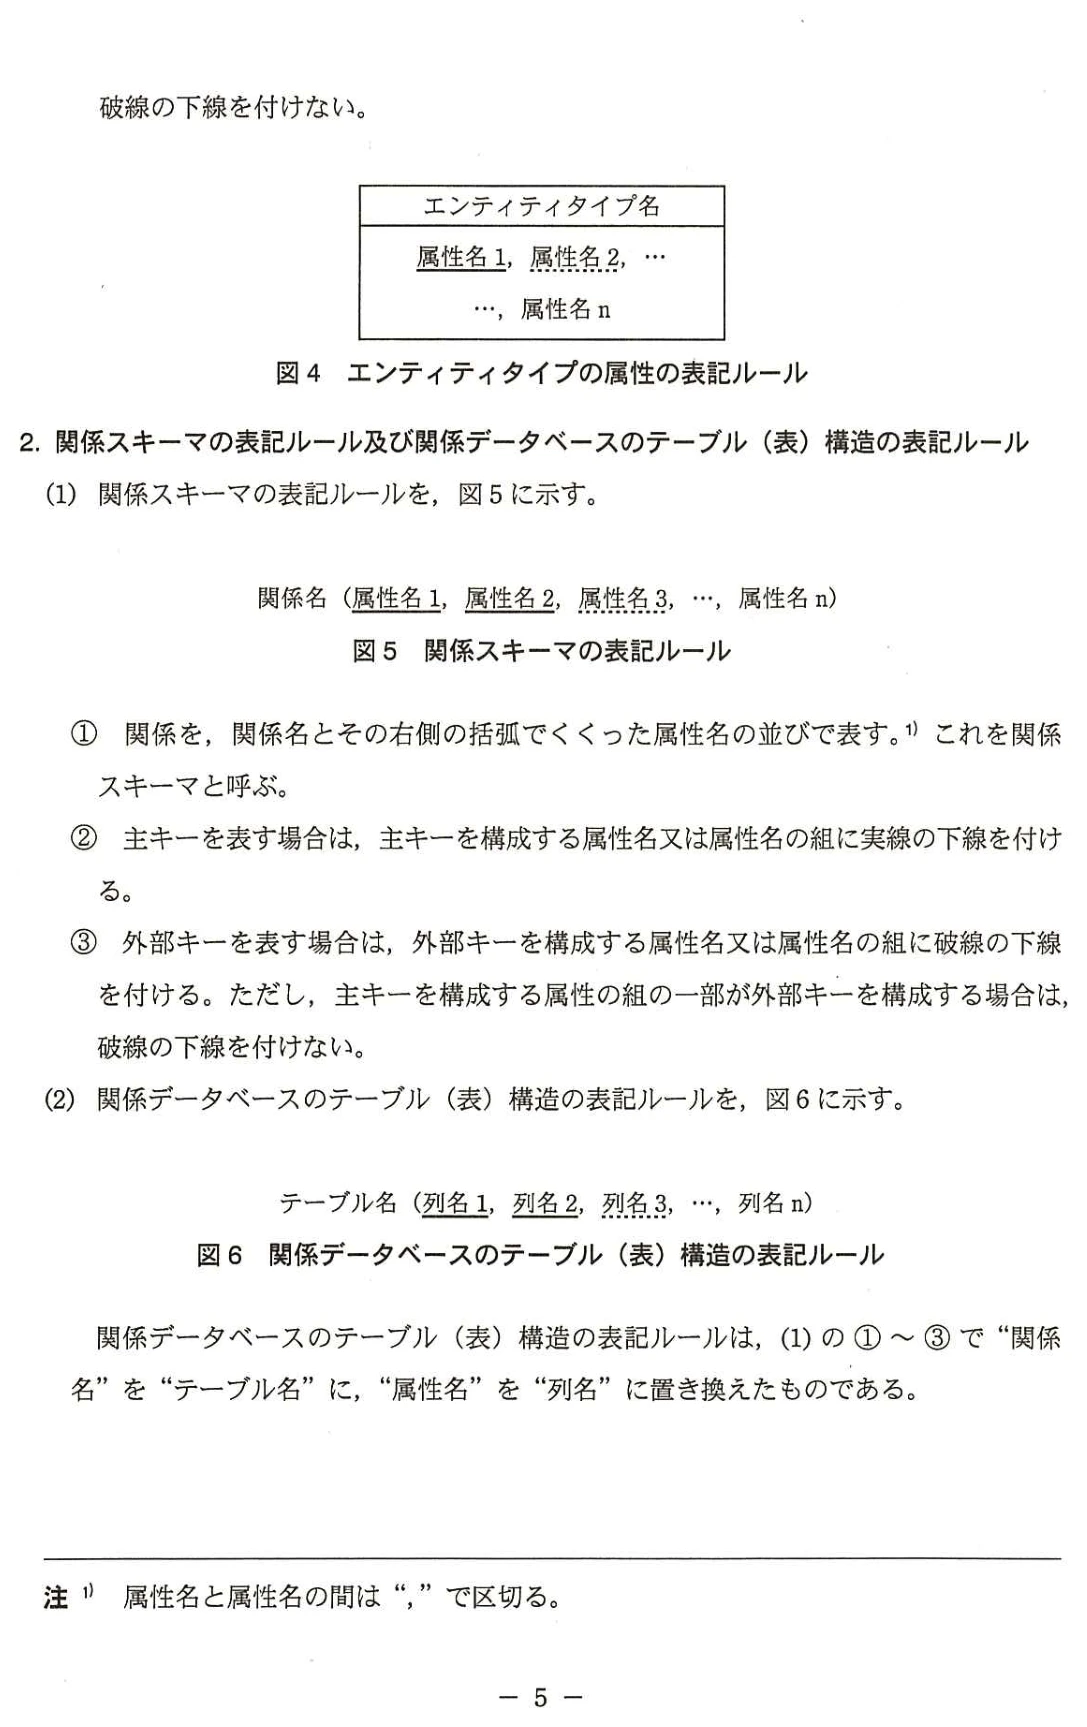 破線の下線を付けない。
エンティティタイプ名
属性名 1, 属性名 2, …
…, 属性名 n
図 4　エンティティタイプの属性の表記ルール
2. 関係スキーマの表記ルール及び関係データベースのテーブル（表）構造の表記ルール
(1)　関係スキーマの表記ルールを，図 5 に示す。
関係名（属性名 1, 属性名 2, 属性名 3, …, 属性名 n）
図 5　関係スキーマの表記ルール
①　関係を，関係名とその右側の括弧でくくった属性名の並びで表す。1) これを関係
スキーマと呼ぶ。
②　主キーを表す場合は，主キーを構成する属性名又は属性名の組に実線の下線を付け
る。
③　外部キーを表す場合は，外部キーを構成する属性名又は属性名の組に破線の下線
を付ける。ただし，主キーを構成する属性の組の一部が外部キーを構成する場合は，
破線の下線を付けない。
(2)　関係データベースのテーブル（表）構造の表記ルールを，図 6 に示す。
テーブル名（列名 1, 列名 2, 列名 3, …, 列名 n）
図 6　関係データベースのテーブル（表）構造の表記ルール
関係データベースのテーブル（表）構造の表記ルールは，(1) の ① ～ ③ で “関係
名” を “テーブル名” に，“属性名” を “列名” に置き換えたものである。
注 1)　属性名と属性名の間は “，” で区切る。
－ 5 －